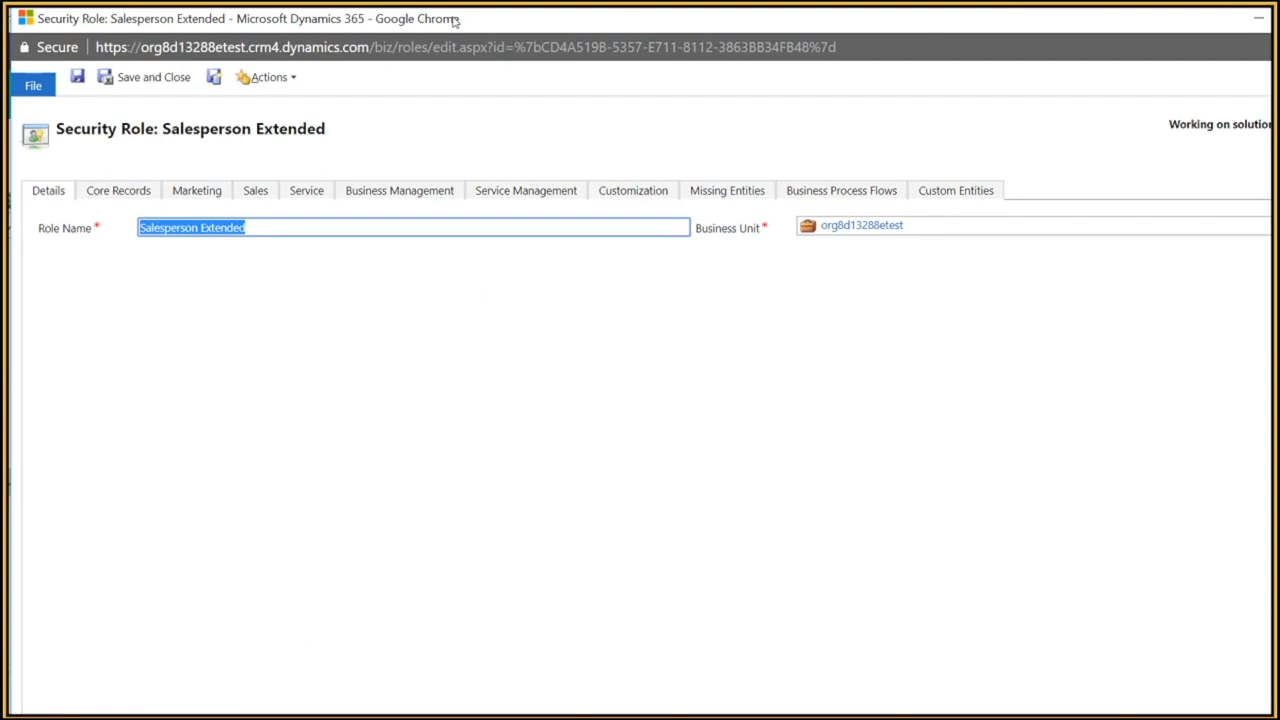 Security Role: Salesperson Extended - Microsoft Dynamics 365 - Google Chrome
Secure https://org8d13288etest.crm4.dynamics.com/biz/roles/edit.aspx?id=%7bCD4A519B-5357-E711-8112-3863BB34FB48%7d
File Save and Close Actions
Security Role: Salesperson Extended
Working on solution
Details Core Records Marketing Sales Service Business Management Service Management Customization Missing Entities Business Process Flows Custom Entities
Role Name * Salesperson Extended Business Unit * org8d13288etest